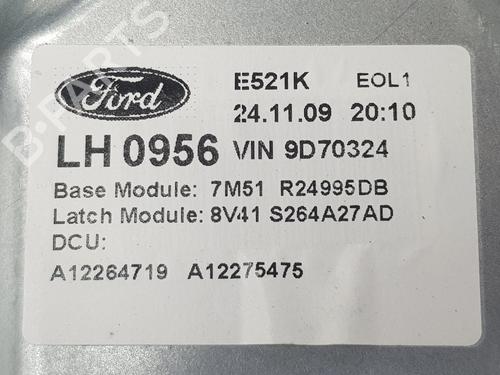 Ford
E521K EOL1
24.11.09 20:10
LH 0956 VIN 9D70324
Base Module: 7M51 R24995DB
Latch Module: 8V41 S264A27AD
DCU:
A12264719 A12275475
B-PARTS